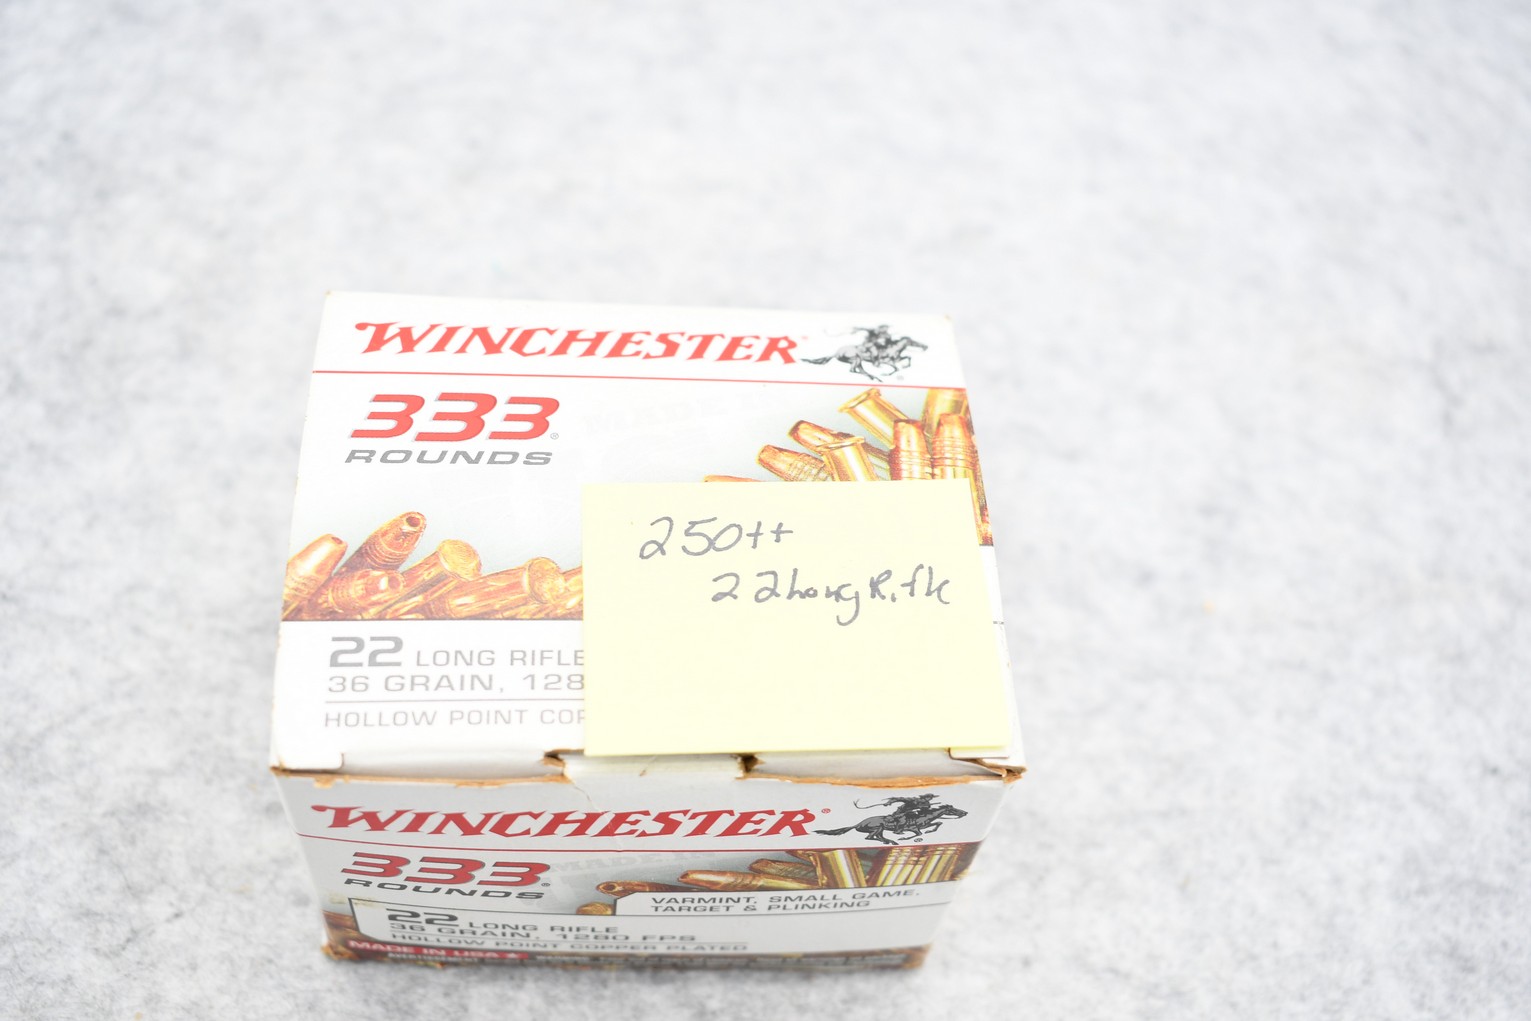 WINCHESTER
333
ROUNDS
250++
22 Long Rifle
22 LONG RIFLE
36 GRAIN, 128
HOLLOW POINT COP
WINCHESTER®
333
ROUNDS
VARMINT, SMALL GAME,
TARGET & PLINKING
22 LONG RIFLE
36 GRAIN, 1280 FPS
HOLLOW POINT COPPER PLATED
MADE IN USA